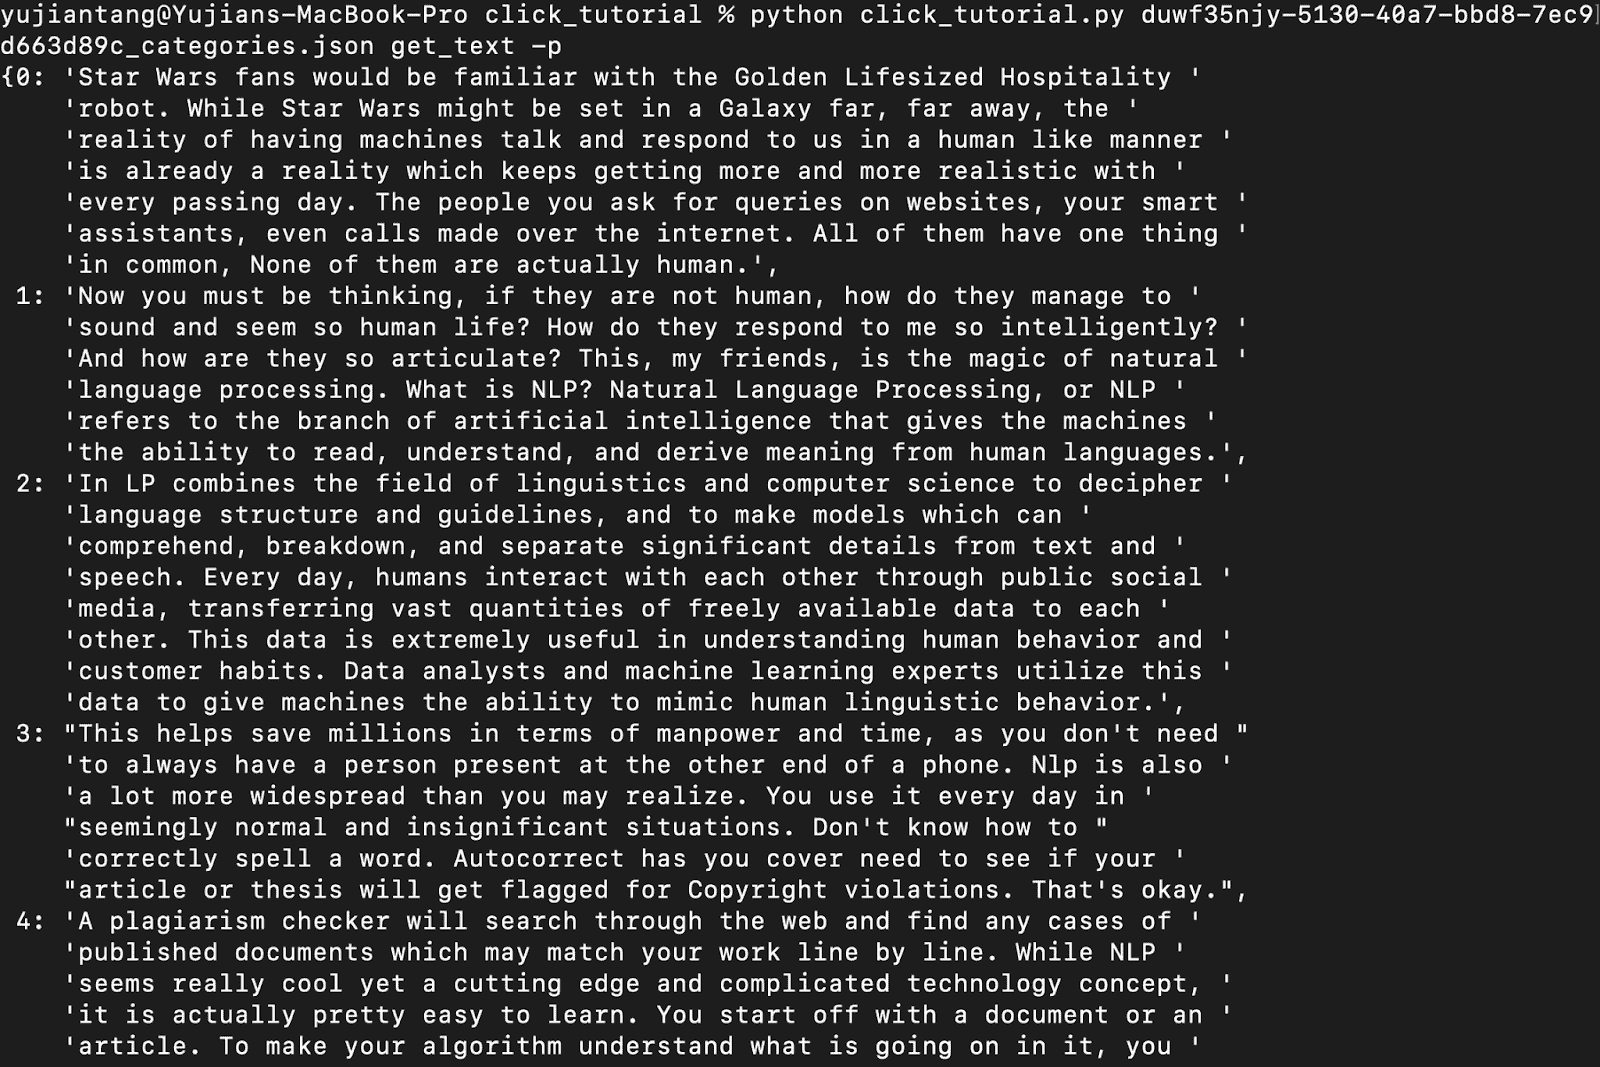 yujiantang@Yujians-MacBook-Pro click_tutorial % python click_tutorial.py duwf35njy-5130-40a7-bbd8-7ec9
d663d89c_categories.json get_text -p
{0: 'Star Wars fans would be familiar with the Golden Lifesized Hospitality '
    'robot. While Star Wars might be set in a Galaxy far, far away, the '
    'reality of having machines talk and respond to us in a human like manner '
    'is already a reality which keeps getting more and more realistic with '
    'every passing day. The people you ask for queries on websites, your smart '
    'assistants, even calls made over the internet. All of them have one thing '
    'in common, None of them are actually human.',
 1: 'Now you must be thinking, if they are not human, how do they manage to '
    'sound and seem so human life? How do they respond to me so intelligently? '
    'And how are they so articulate? This, my friends, is the magic of natural '
    'language processing. What is NLP? Natural Language Processing, or NLP '
    'refers to the branch of artificial intelligence that gives the machines '
    'the ability to read, understand, and derive meaning from human languages.',
 2: 'In LP combines the field of linguistics and computer science to decipher '
    'language structure and guidelines, and to make models which can '
    'comprehend, breakdown, and separate significant details from text and '
    'speech. Every day, humans interact with each other through public social '
    'media, transferring vast quantities of freely available data to each '
    'other. This data is extremely useful in understanding human behavior and '
    'customer habits. Data analysts and machine learning experts utilize this '
    'data to give machines the ability to mimic human linguistic behavior.',
 3: "This helps save millions in terms of manpower and time, as you don't need "
    'to always have a person present at the other end of a phone. Nlp is also '
    'a lot more widespread than you may realize. You use it every day in '
    "seemingly normal and insignificant situations. Don't know how to "
    'correctly spell a word. Autocorrect has you cover need to see if your '
    "article or thesis will get flagged for Copyright violations. That's okay.",
 4: 'A plagiarism checker will search through the web and find any cases of '
    'published documents which may match your work line by line. While NLP '
    'seems really cool yet a cutting edge and complicated technology concept, '
    'it is actually pretty easy to learn. You start off with a document or an '
    'article. To make your algorithm understand what is going on in it, you '